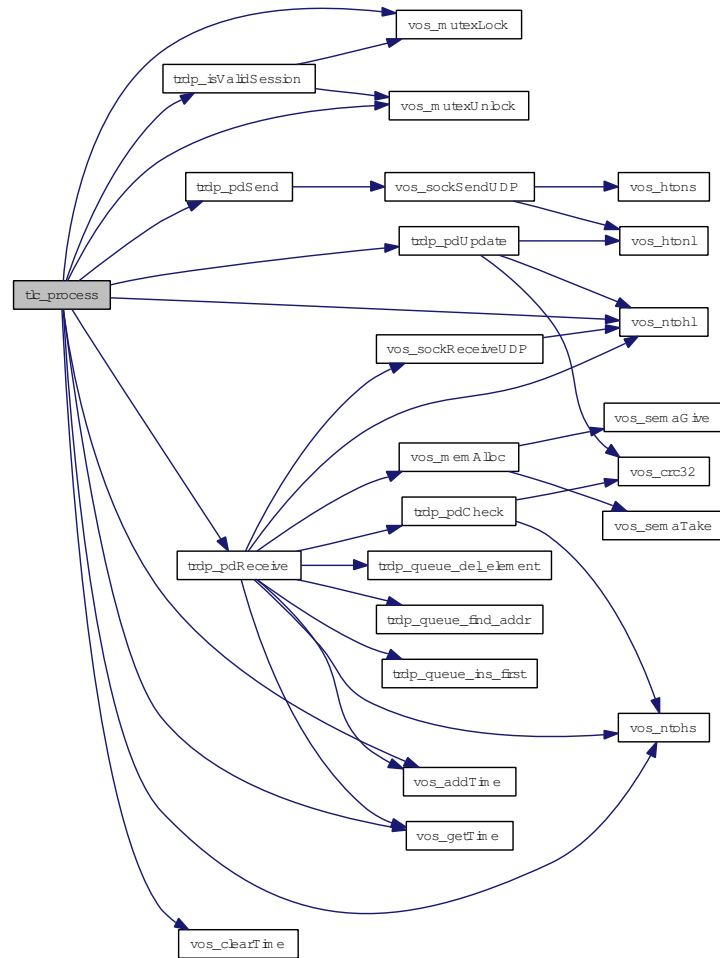 vos_mutexLock
trdp_isValidSession
vos_mutexUnlock
trdp_pdSend
vos_sockSendUDP
vos_htons
trdp_pdUpdate
vos_htonl
tlc_process
vos_ntohl
vos_sockReceiveUDP
vos_semaGive
vos_memAlloc
vos_crc32
trdp_pdCheck
vos_semaTake
trdp_pdReceive
trdp_queue_del_element
trdp_queue_find_addr
trdp_queue_ins_first
vos_ntohs
vos_addTime
vos_getTime
vos_clearTime